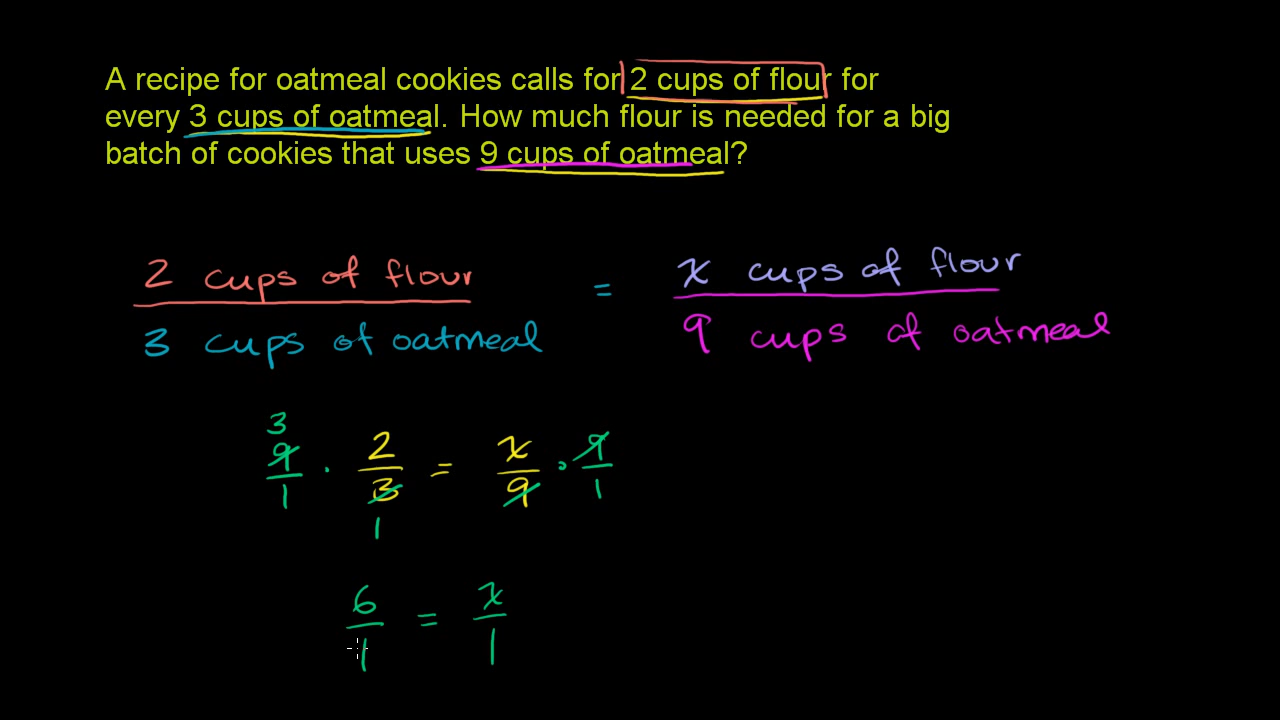 A recipe for oatmeal cookies calls for 2 cups of flour for
every 3 cups of oatmeal. How much flour is needed for a big
batch of cookies that uses 9 cups of oatmeal?
2 cups of flour = x cups of flour
3 cups of oatmeal 9 cups of oatmeal
3
9/1 · 2/3 = x/9 · 9/1
1
6/1 = x/1